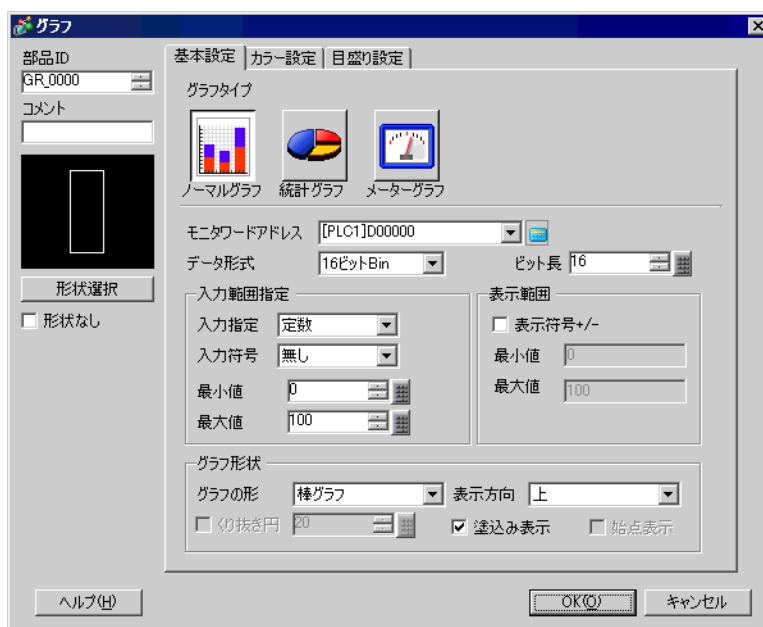 グラフ
部品ID
GR_0000
コメント
形状選択
形状なし
基本設定 カラー設定 目盛り設定
グラフタイプ
ノーマルグラフ 統計グラフ メーターグラフ
モニタワードアドレス [PLC1]D00000
データ形式 16ビットBin ビット長 16
入力範囲指定
入力指定 定数
入力符号 無し
最小値 0
最大値 100
表示範囲
表示符号+/-
最小値 0
最大値 100
グラフ形状
グラフの形 棒グラフ 表示方向 上
くり抜き円 20 塗込み表示 始点表示
ヘルプ(H) OK(O) キャンセル